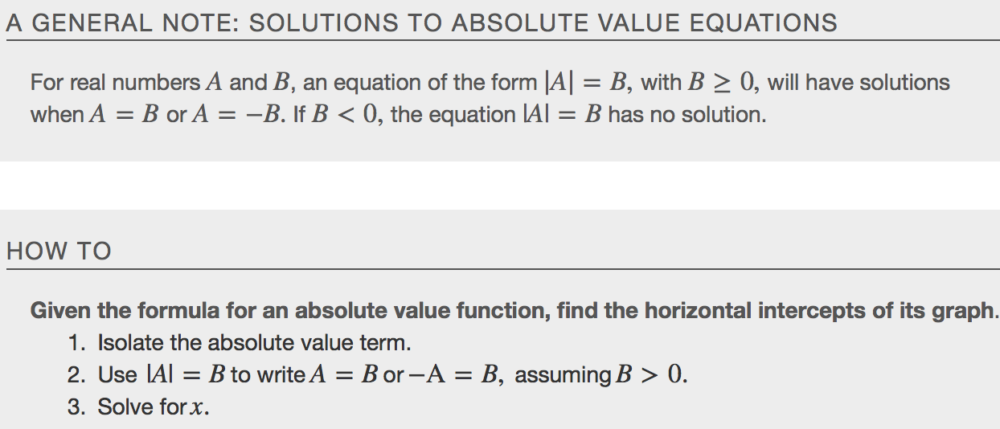 A GENERAL NOTE: SOLUTIONS TO ABSOLUTE VALUE EQUATIONS
For real numbers A and B, an equation of the form |A| = B, with B ≥ 0, will have solutions
when A = B or A = −B. If B < 0, the equation |A| = B has no solution.
HOW TO
Given the formula for an absolute value function, find the horizontal intercepts of its graph.
1. Isolate the absolute value term.
2. Use |A| = B to write A = B or −A = B, assuming B > 0.
3. Solve for x.